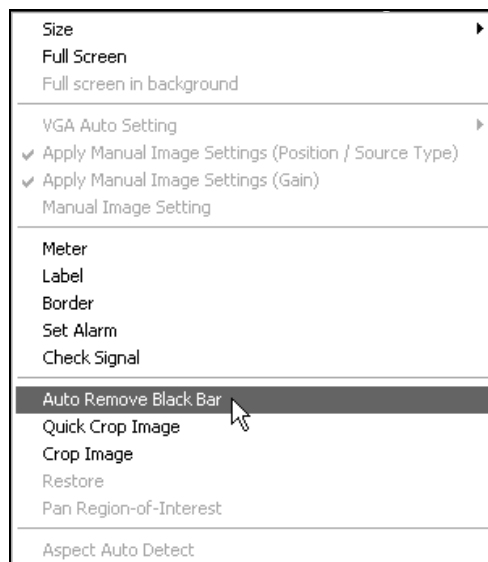 Size
Full Screen
Full screen in background
VGA Auto Setting
Apply Manual Image Settings (Position / Source Type)
Apply Manual Image Settings (Gain)
Manual Image Setting
Meter
Label
Border
Set Alarm
Check Signal
Auto Remove Black Bar
Quick Crop Image
Crop Image
Restore
Pan Region-of-Interest
Aspect Auto Detect